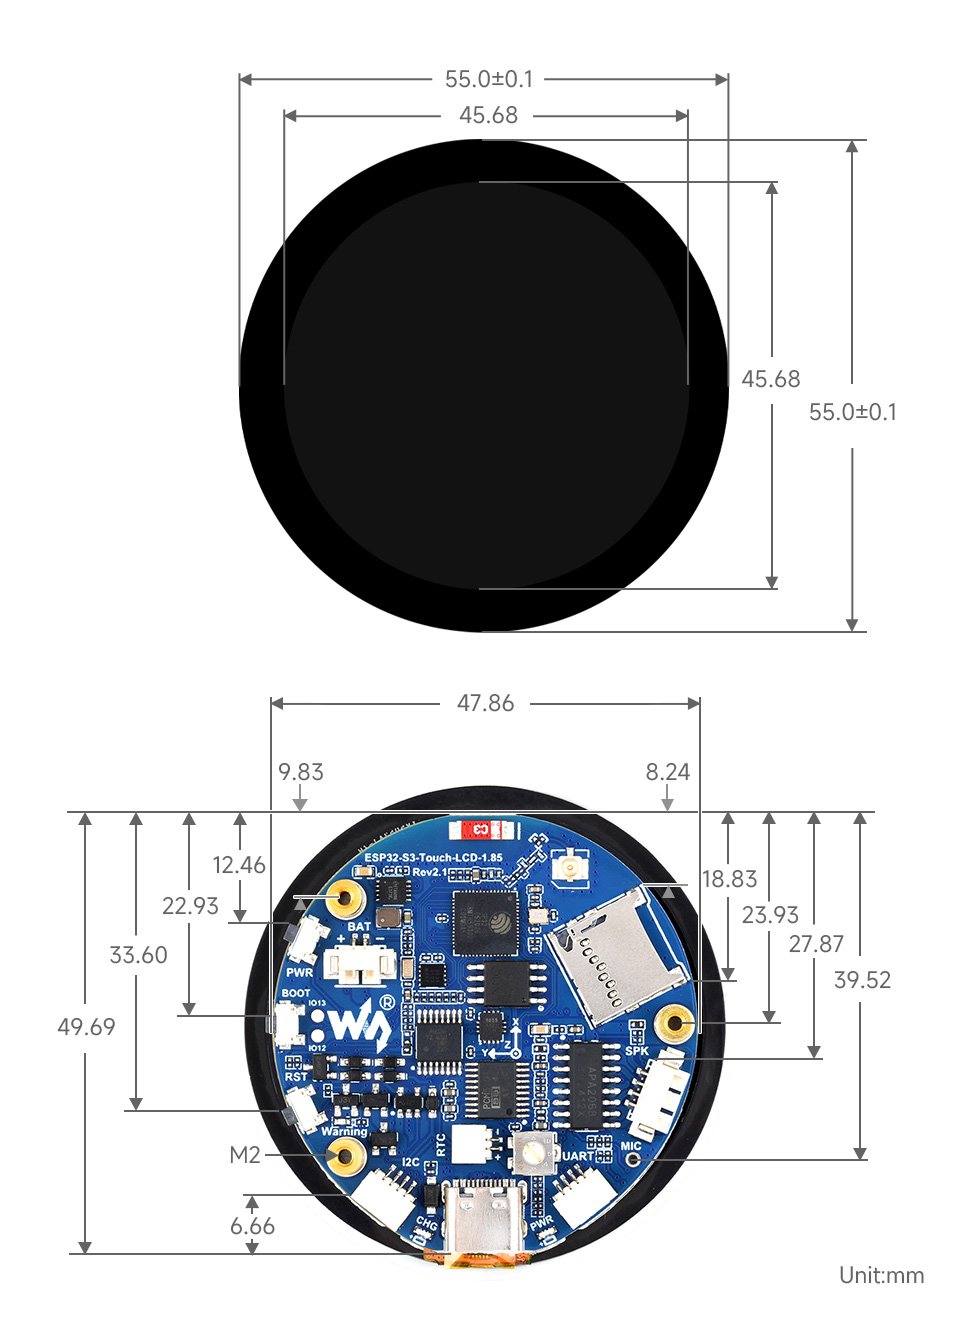 55.0±0.1
45.68
45.68
55.0±0.1
47.86
9.83
8.24
12.46
22.93
33.60
49.69
18.83
23.93
27.87
39.52
ESP32-S3-Touch-LCD-1.85
Rev2.1
BAT
+ −
PWR
BOOT
IO13
®
IO12
RST
X
Z
Y
SPK
APA2068
Warning
M2
RTC
+
I2C
UART
MIC
CHG
PWR
6.66
Unit:mm